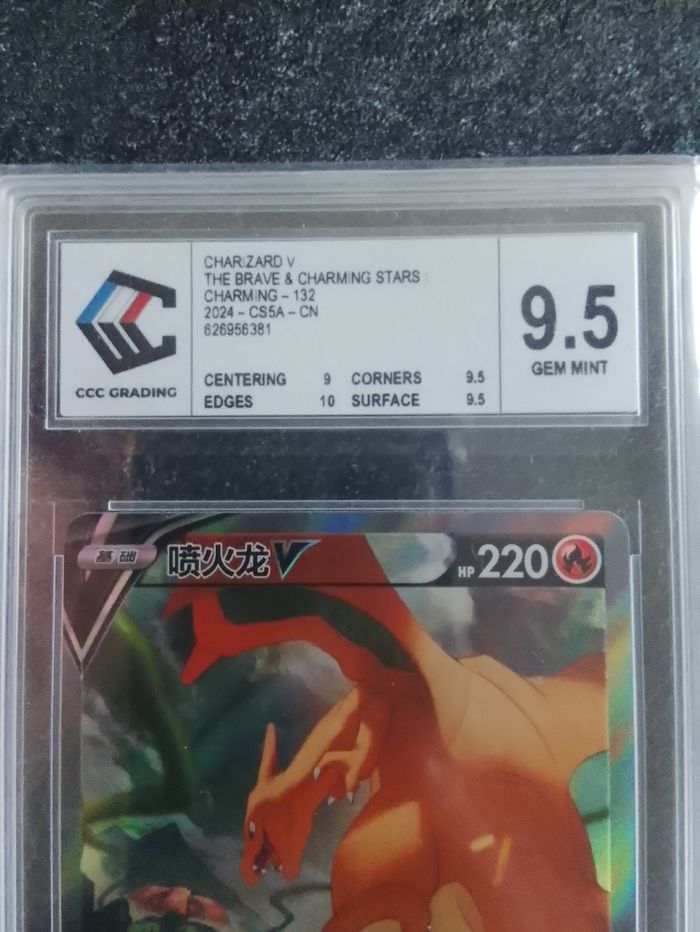 CHARIZARD V
THE BRAVE & CHARMING STARS :
CHARMING – 132
2024 – CS5A – CN
626956381
CCC GRADING
CENTERING 9 CORNERS 9.5
EDGES 10 SURFACE 9.5
9.5
GEM MINT
基础 喷火龙V HP 220